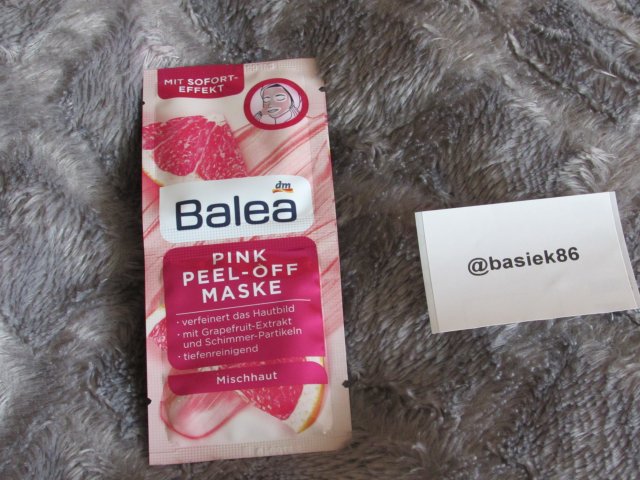 MIT SOFORT-
EFFEKT
dm
Balea
PINK
PEEL-OFF
MASKE
• verfeinert das Hautbild
• mit Grapefruit-Extrakt
und Schimmer-Partikeln
• tiefenreinigend
Mischhaut
@basiek86